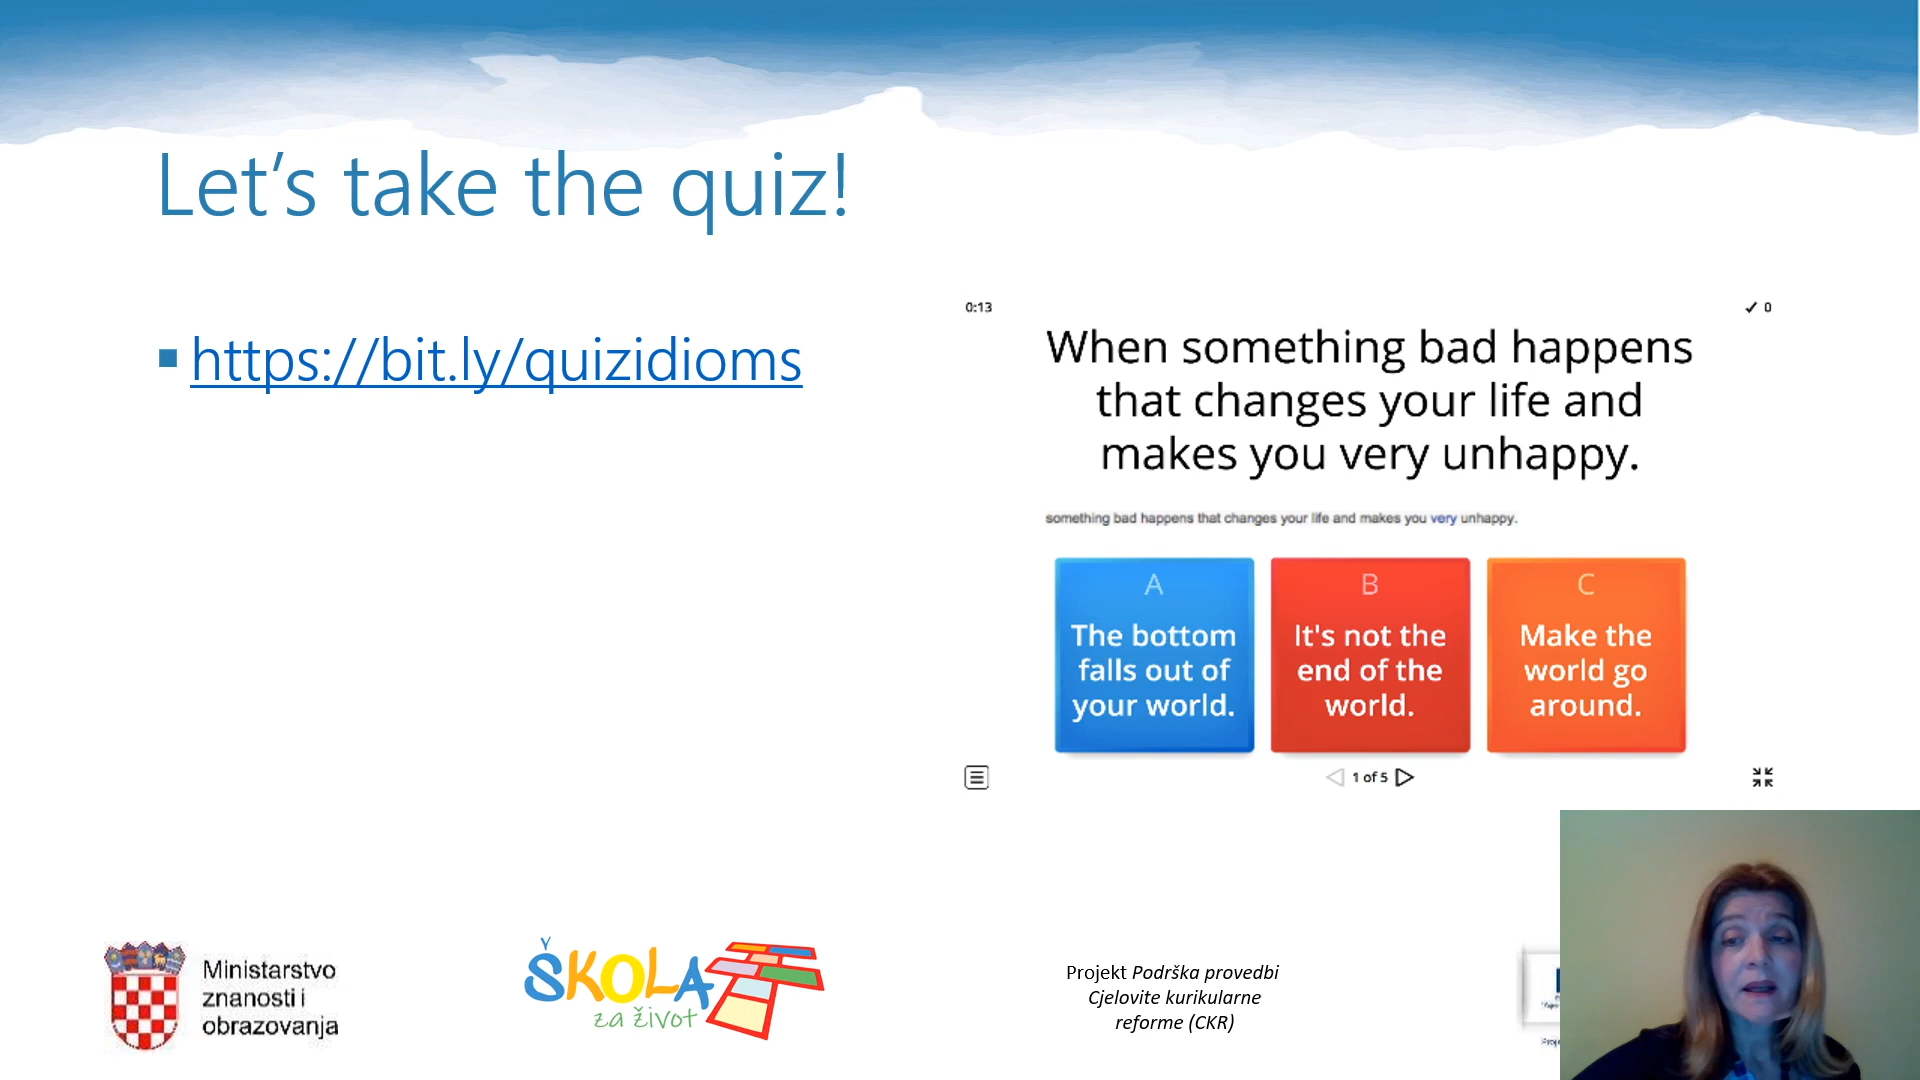 Let’s take the quiz!
https://bit.ly/quizidioms
0:13
0
When something bad happens
that changes your life and
makes you very unhappy.
something bad happens that changes your life and makes you very unhappy.
A
The bottom
falls out of
your world.
B
It's not the
end of the
world.
C
Make the
world go
around.
1 of 5
Ministarstvo
znanosti i
obrazovanja
ŠKOLA
za život
Projekt Podrška provedbi
Cjelovite kurikularne
reforme (CKR)